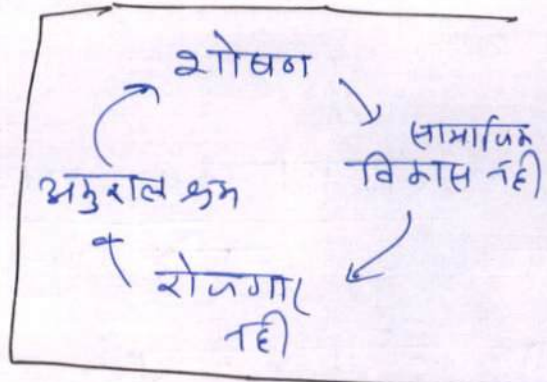 शोषण
सामाजिक
विकास नही
रोजगार
नही
अकुशल श्रम